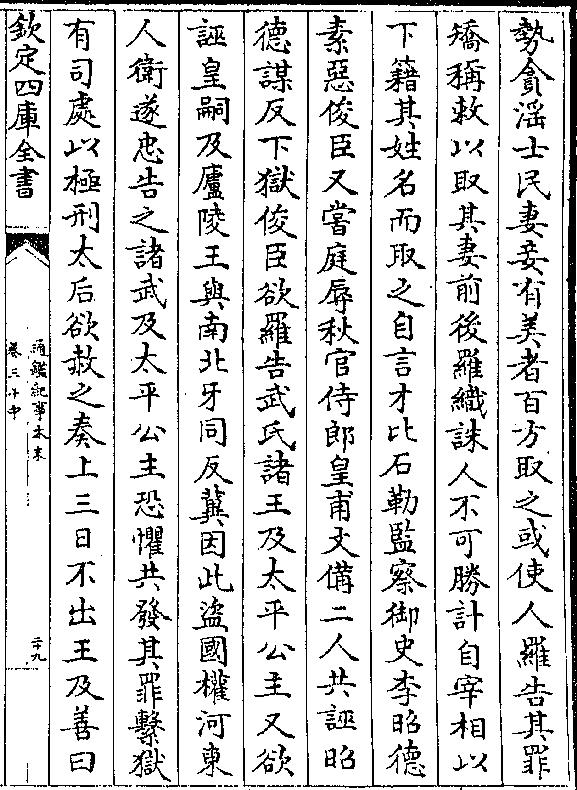 勢貪淫士民妻妾有美者百方取之或使人羅告其罪
矯稱敕以取其妻前後羅織誅人不可勝計自宰相以
下籍其姓名而取之自言才比石勒監察御史李昭德
素惡俊臣又嘗庭辱秋官侍郎皇甫文備二人共誣昭
德謀反下獄俊臣欲羅告武氏諸王及太平公主又欲
誣皇嗣及廬陵王與南北牙同反冀因此盜國權河東
人衛遂忠告之諸武及太平公主恐懼共發其罪繫獄
有司處以極刑太后欲赦之奏上三日不出王及善曰
欽定四庫全書
通鑑紀事本末
卷三十中
二十九